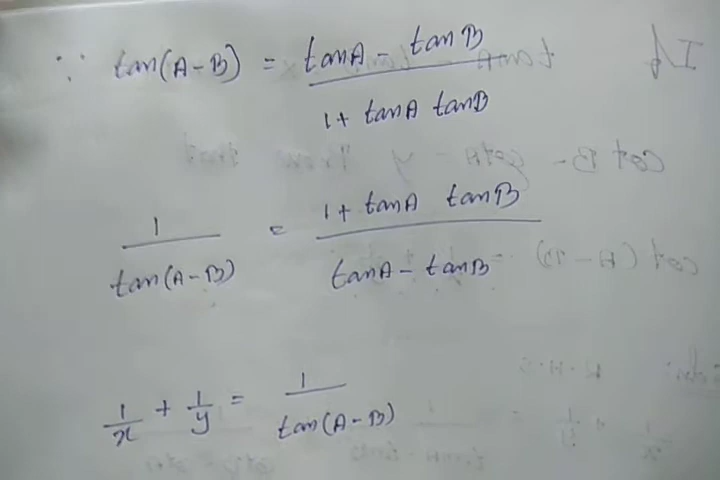 ∵ tan(A-B) = tanA - tanB / 1 + tanA tanB
1 / tan(A-B) = 1 + tanA tanB / tanA - tanB
1/x + 1/y = 1 / tan(A-B)